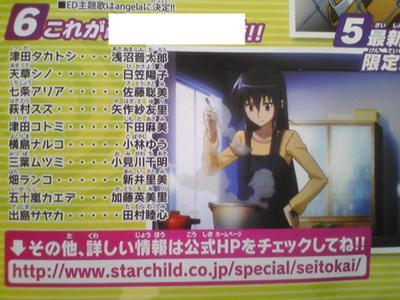 ■ED主題歌はangelaに決定!!
6 これが !!
5 最新
限定
津田タカトシ・・・・浅沼晋太郎
天草シノ・・・・・・日笠陽子
七条アリア・・・・・佐藤聡美
萩村スズ・・・・・・矢作紗友里
津田コトミ・・・・・下田麻美
横島ナルコ・・・・・小林ゆう
三葉ムツミ・・・・・小見川千明
畑ランコ・・・・・・新井里美
五十嵐カエデ・・・・加藤英美里
出島サヤカ・・・・・田村睦心
⬇その他、詳しい情報は公式HPをチェックしてね!!
http://www.starchild.co.jp/special/seitokai/